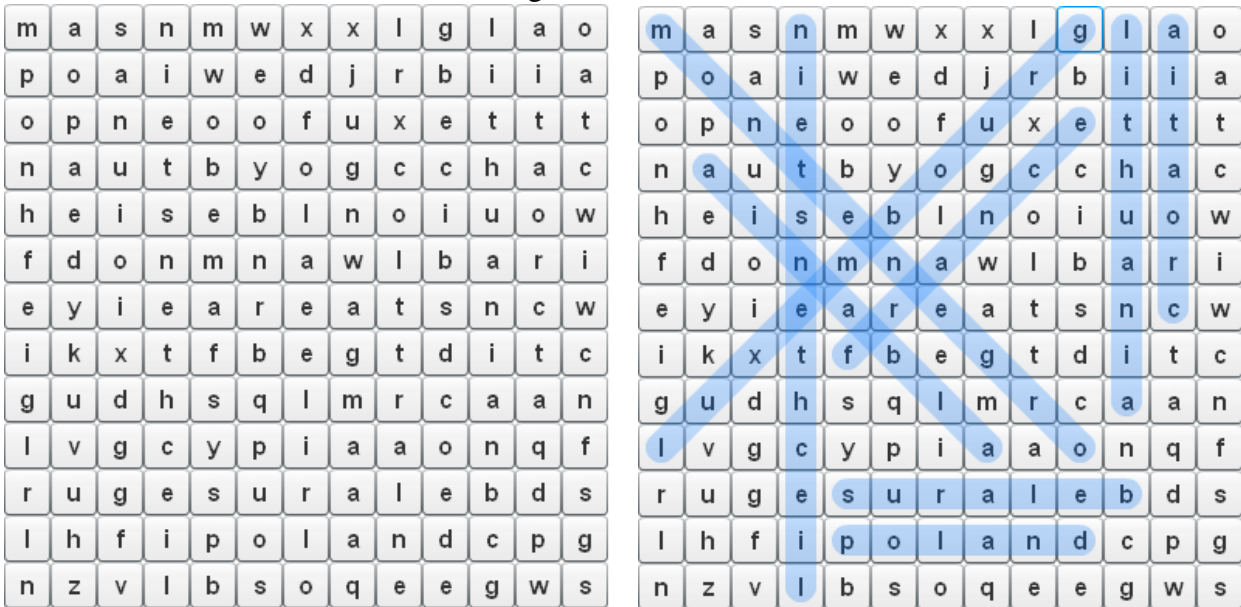 m a s n m w x x l g l a o
p o a i w e d j r b i i a
o p n e o o f u x e t t t
n a u t b y o g c c h a c
h e i s e b l n o i u o w
f d o n m n a w l b a r i
e y i e a r e a t s n c w
i k x t f b e g t d i t c
g u d h s q l m r c a a n
l v g c y p i a a o n q f
r u g e s u r a l e b d s
l h f i p o l a n d c p g
n z v l b s o q e e g w s
m a s n m w x x l g l a o
p o a i w e d j r b i i a
o p n e o o f u x e t t t
n a u t b y o g c c h a c
h e i s e b l n o i u o w
f d o n m n a w l b a r i
e y i e a r e a t s n c w
i k x t f b e g t d i t c
g u d h s q l m r c a a n
l v g c y p i a a o n q f
r u g e s u r a l e b d s
l h f i p o l a n d c p g
n z v l b s o q e e g w s